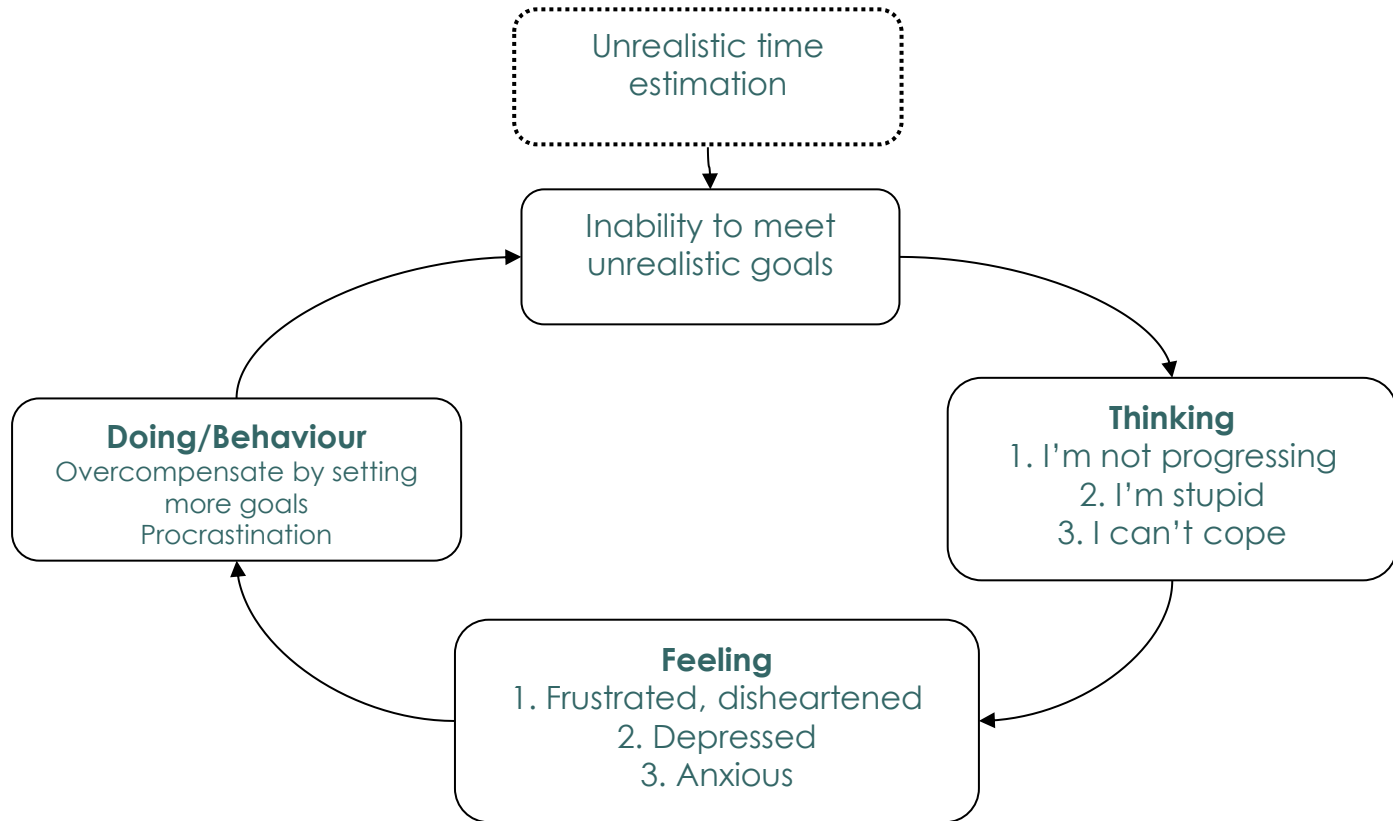 Unrealistic time
estimation
Inability to meet
unrealistic goals
Thinking
1. I’m not progressing
2. I’m stupid
3. I can’t cope
Feeling
1. Frustrated, disheartened
2. Depressed
3. Anxious
Doing/Behaviour
Overcompensate by setting
more goals
Procrastination